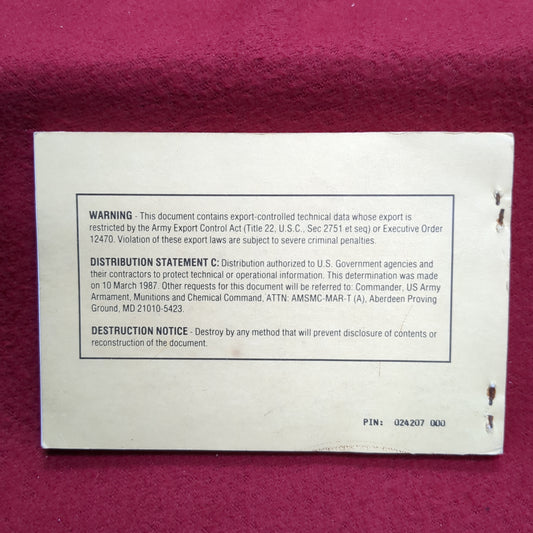 WARNING - This document contains export-controlled technical data whose export is
restricted by the Army Export Control Act (Title 22, U.S.C., Sec 2751 et seq) or Executive Order
12470. Violation of these export laws are subject to severe criminal penalties.
DISTRIBUTION STATEMENT C: Distribution authorized to U.S. Government agencies and
their contractors to protect technical or operational information. This determination was made
on 10 March 1987. Other requests for this document will be referred to: Commander, US Army
Armament, Munitions and Chemical Command, ATTN: AMSMC-MAR-T (A), Aberdeen Proving
Ground, MD 21010-5423.
DESTRUCTION NOTICE - Destroy by any method that will prevent disclosure of contents or
reconstruction of the document.
PIN: 024207 000